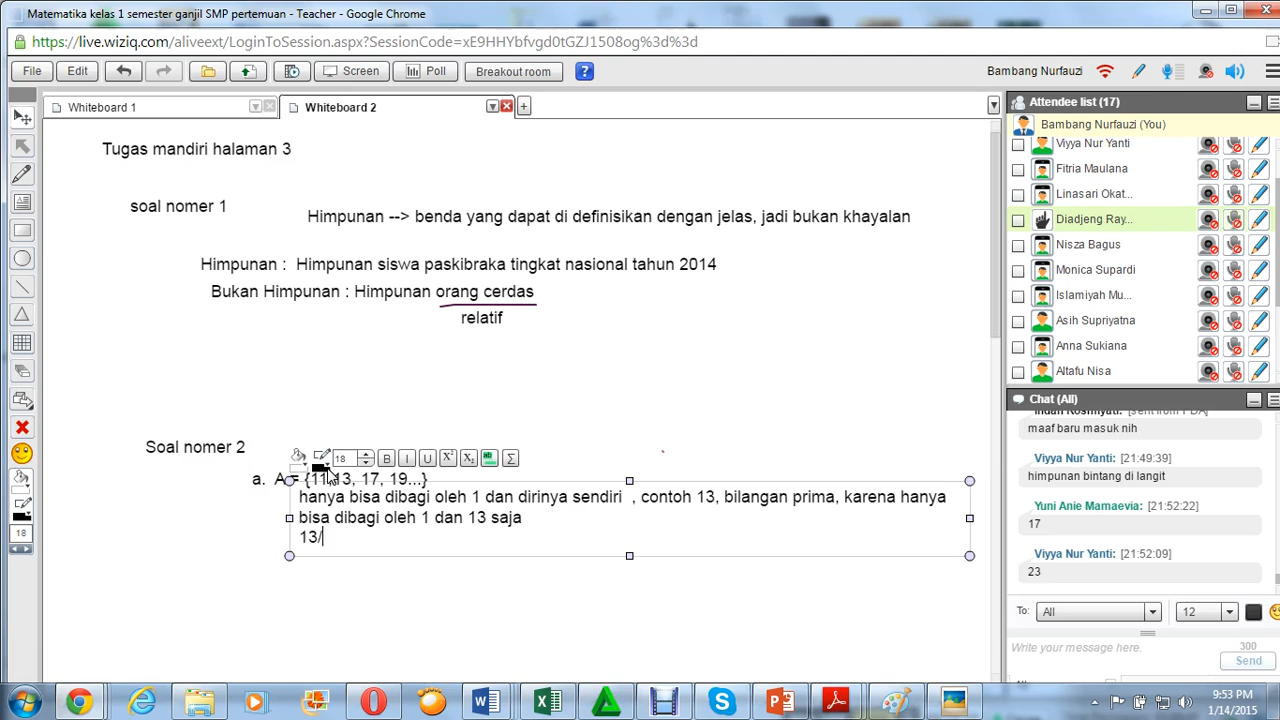 Matematika kelas 1 semester ganjil SMP pertemuan - Teacher - Google Chrome
https://live.wiziq.com/aliveext/LoginToSession.aspx?SessionCode=xE9HHYbfvgd0tGZJ1508og%3d%3d
File Edit Screen Poll Breakout room ? Bambang Nurfauzi
Whiteboard 1 Whiteboard 2 +
Tugas mandiri halaman 3
soal nomer 1
Himpunan --> benda yang dapat di definisikan dengan jelas, jadi bukan khayalan
Himpunan : Himpunan siswa paskibraka tingkat nasional tahun 2014
Bukan Himpunan : Himpunan orang cerdas
relatif
Soal nomer 2
18 B I U X² X₂ ab Σ
a. A = {11,13, 17, 19...}
hanya bisa dibagi oleh 1 dan dirinya sendiri , contoh 13, bilangan prima, karena hanya
bisa dibagi oleh 1 dan 13 saja
13/
18
Attendee list (17)
Bambang Nurfauzi (You)
Viyya Nur Yanti
Fitria Maulana
Linasari Okat...
Diadjeng Ray...
Nisza Bagus
Monica Supardi
Islamiyah Mu...
Asih Supriyatna
Anna Sukiana
Altafu Nisa
Chat (All)
maaf baru masuk nih
Viyya Nur Yanti: [21:49:39]
himpunan bintang di langit
Yuni Anie Mamaevia: [21:52:22]
17
Viyya Nur Yanti: [21:52:09]
23
To: All 12
Write your message here... 300
Send
9:53 PM
1/14/2015